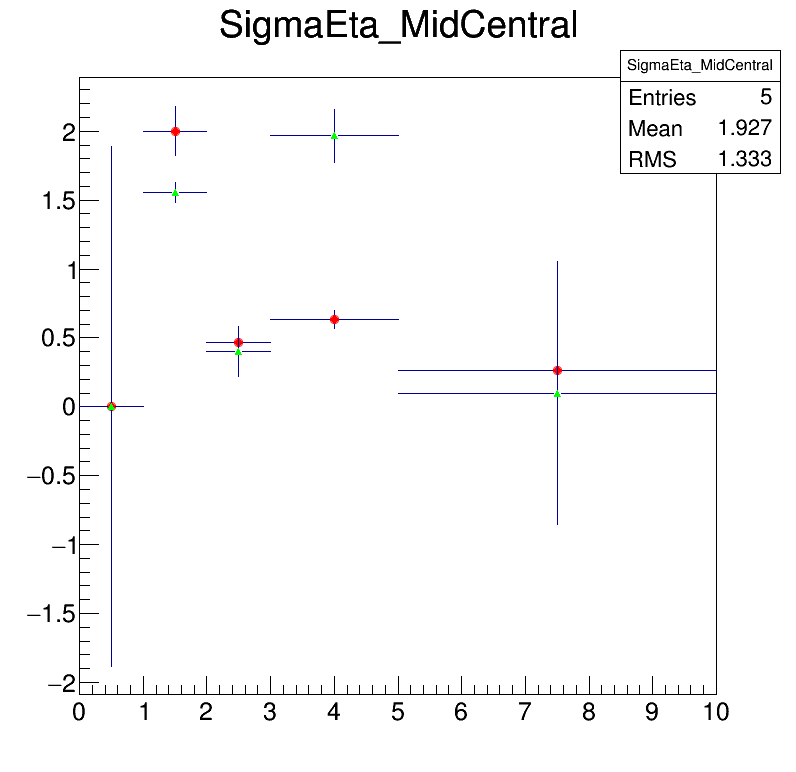 SigmaEta_MidCentral
SigmaEta_MidCentral
Entries 5
Mean 1.927
RMS 1.333
2
1.5
1
0.5
0
−0.5
−1
−1.5
−2
0 1 2 3 4 5 6 7 8 9 10